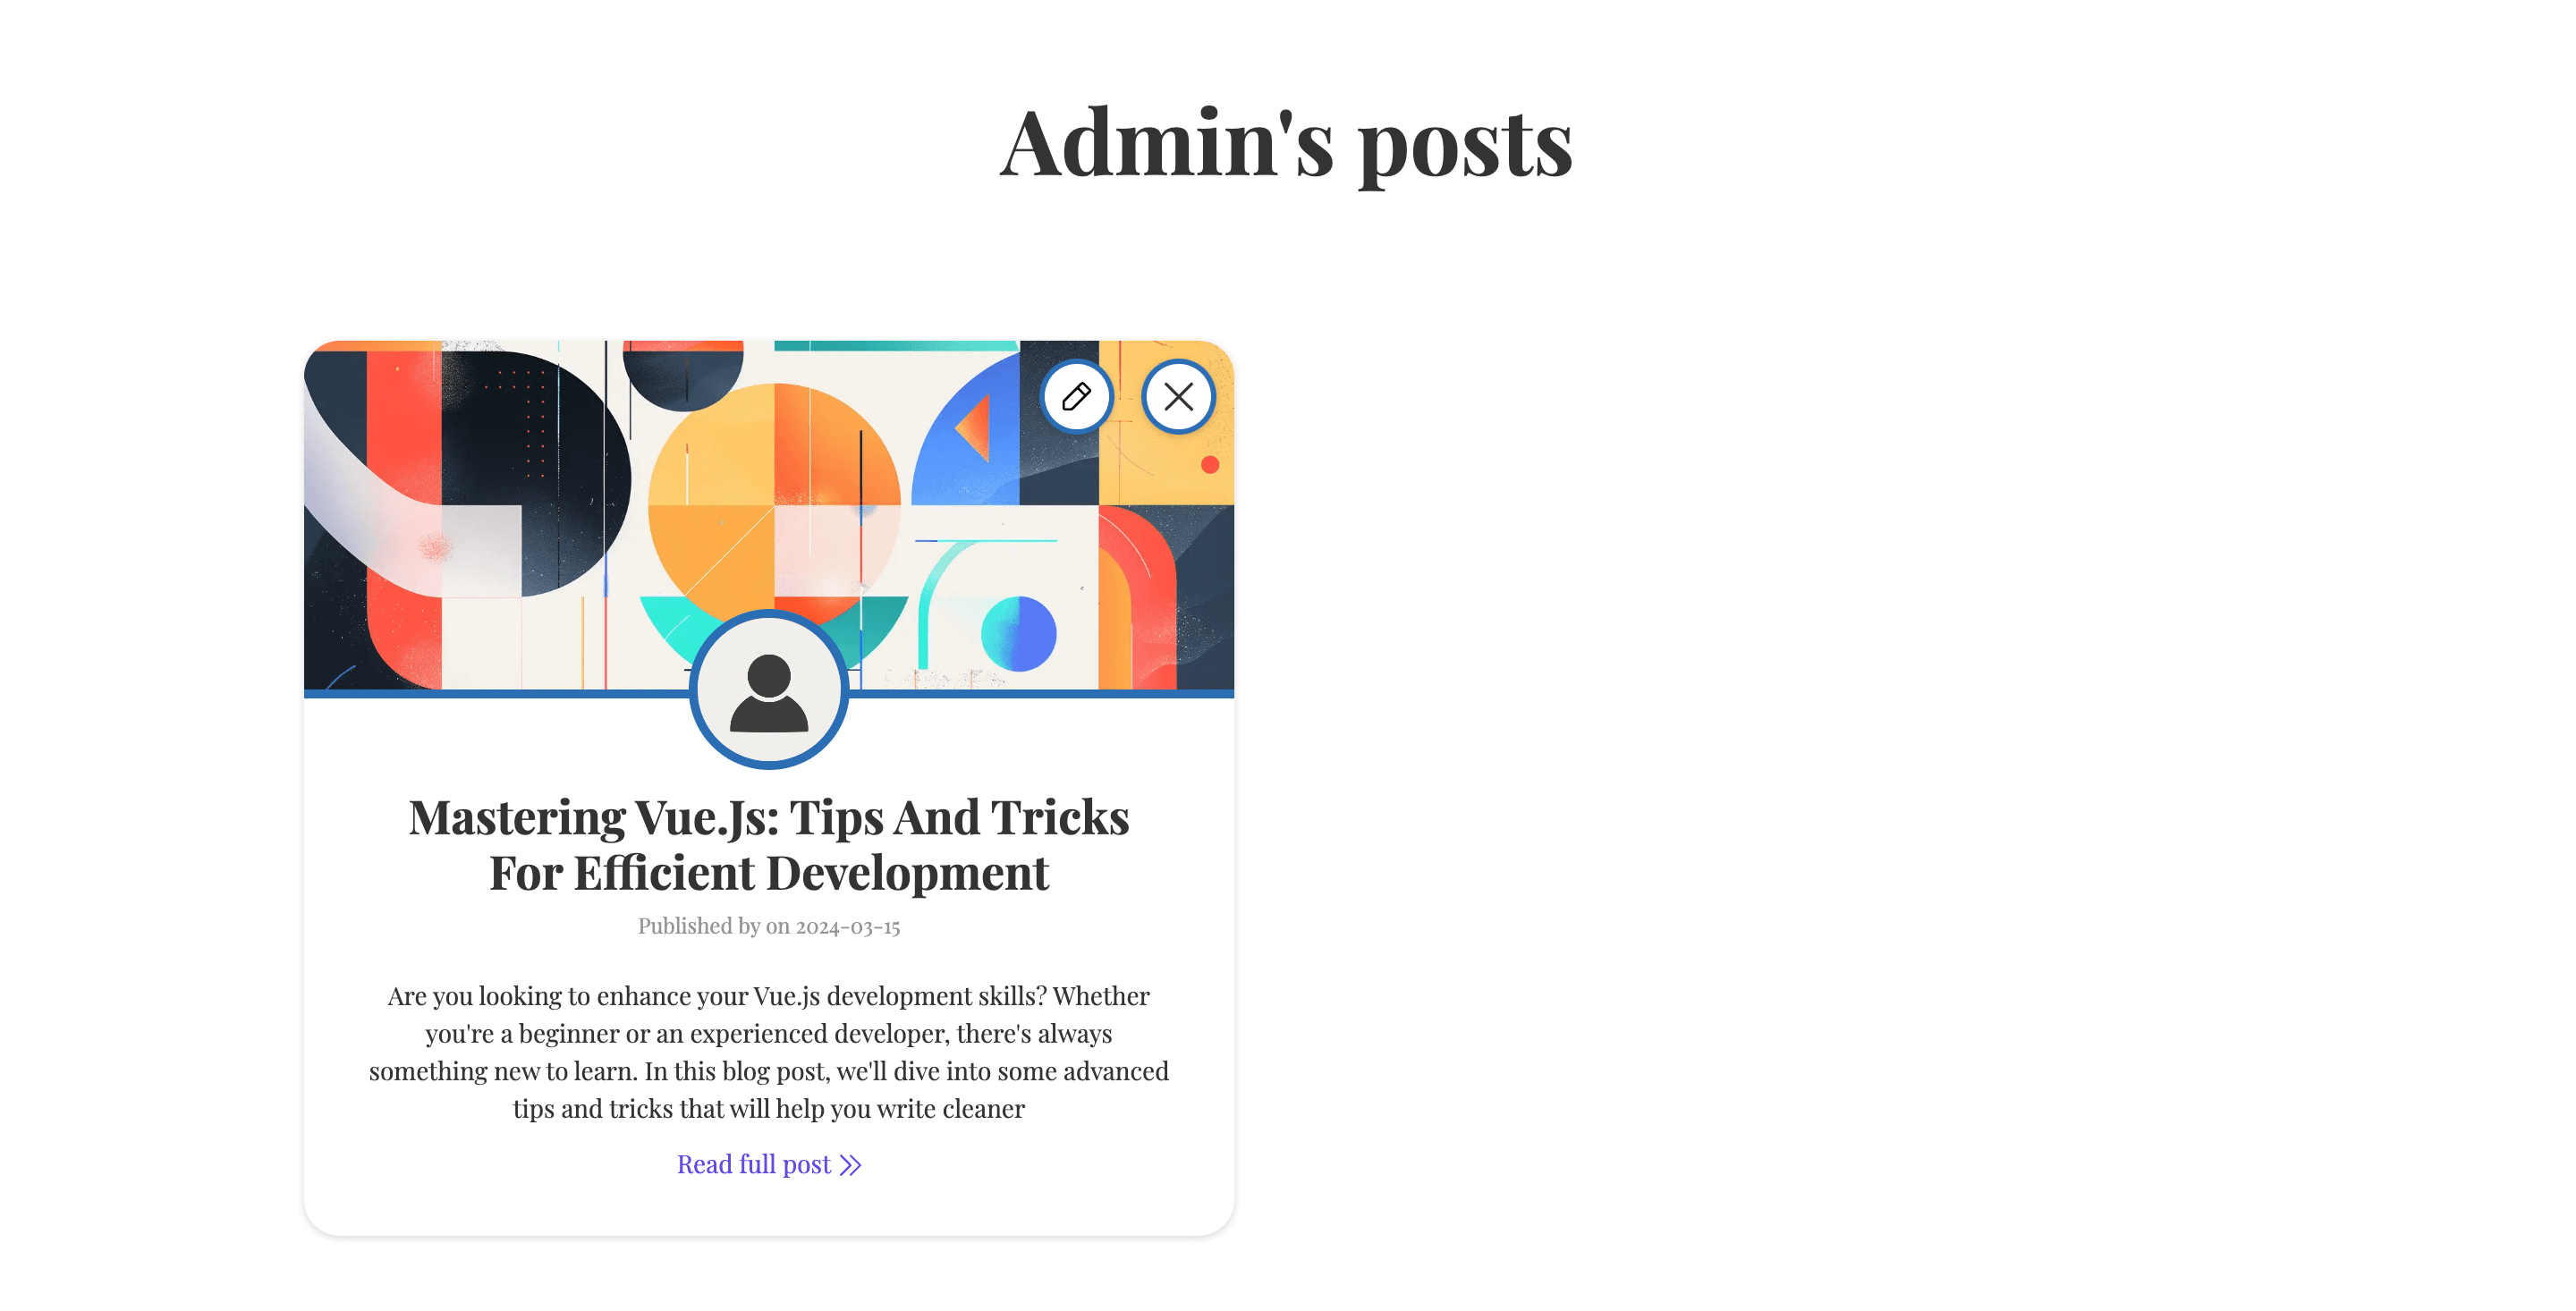 Admin's posts
Mastering Vue.Js: Tips And Tricks
For Efficient Development
Published by on 2024-03-15
Are you looking to enhance your Vue.js development skills? Whether
you're a beginner or an experienced developer, there's always
something new to learn. In this blog post, we'll dive into some advanced
tips and tricks that will help you write cleaner
Read full post